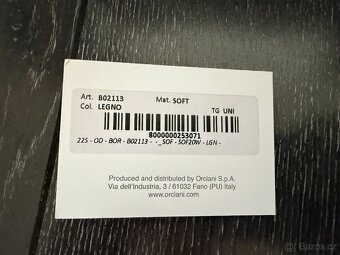 Art. B02113 Mat. SOFT
Col. LEGNO TG UNI
8000000253071
22S - OD - BOR - B02113 - -_SOF - SOF20W - LGN -
Produced and distributed by Orciani S.p.A.
Via dell'Industria, 3 / 61032 Fano (PU) Italy
www.orciani.com
Bazos.cz